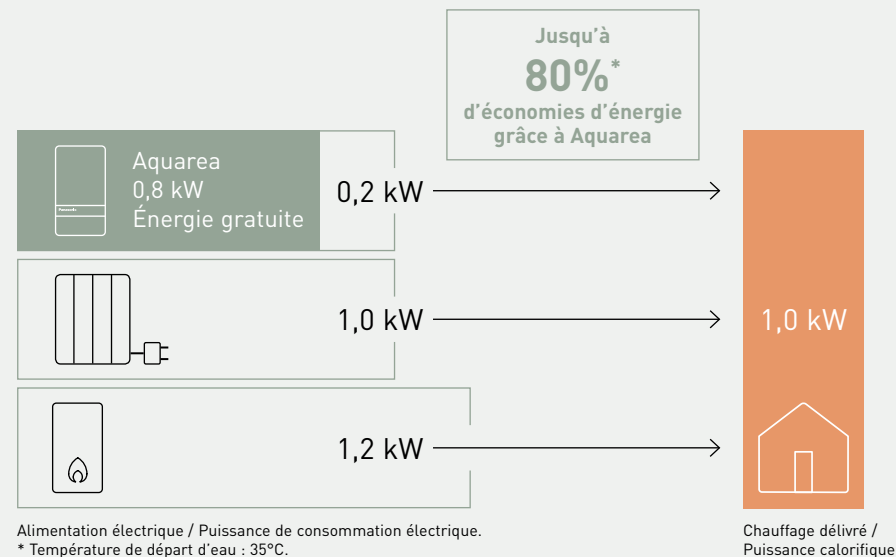 Jusqu'à
80%*
d'économies d'énergie
grâce à Aquarea
Aquarea
0,8 kW
Énergie gratuite
0,2 kW
Panasonic
1,0 kW
1,0 kW
1,2 kW
Alimentation électrique / Puissance de consommation électrique.
* Température de départ d'eau : 35°C.
Chauffage délivré /
Puissance calorifique